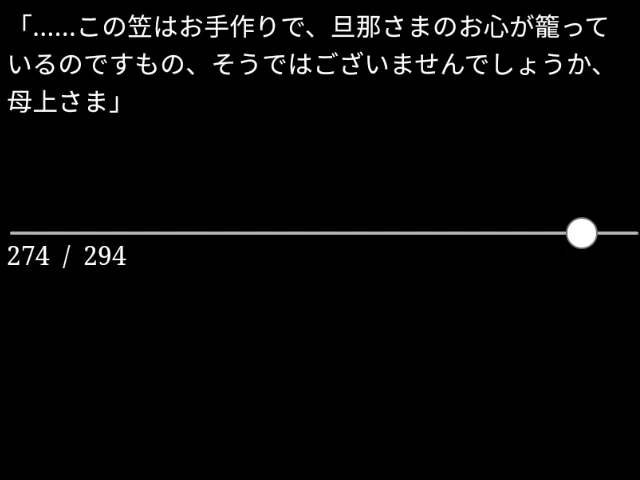 「……この笠はお手作りで、旦那さまのお心が籠って
いるのですもの、そうではございませんでしょうか、
母上さま」
274 / 294